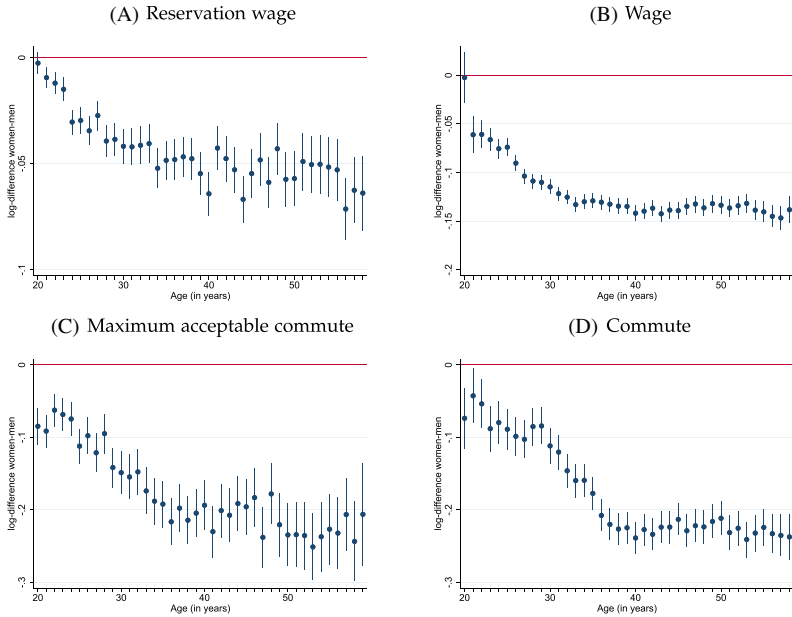 (A) Reservation wage
0
-.05
-.1
log-difference women-men
20 30 40 50
Age (in years)
(B) Wage
0
-.05
-.1
-.15
-.2
log-difference women-men
20 30 40 50
Age (in years)
(C) Maximum acceptable commute
0
-.1
-.2
-.3
log-difference women-men
20 30 40 50
Age (in years)
(D) Commute
0
-.1
-.2
-.3
log-difference women-men
20 30 40 50
Age (in years)